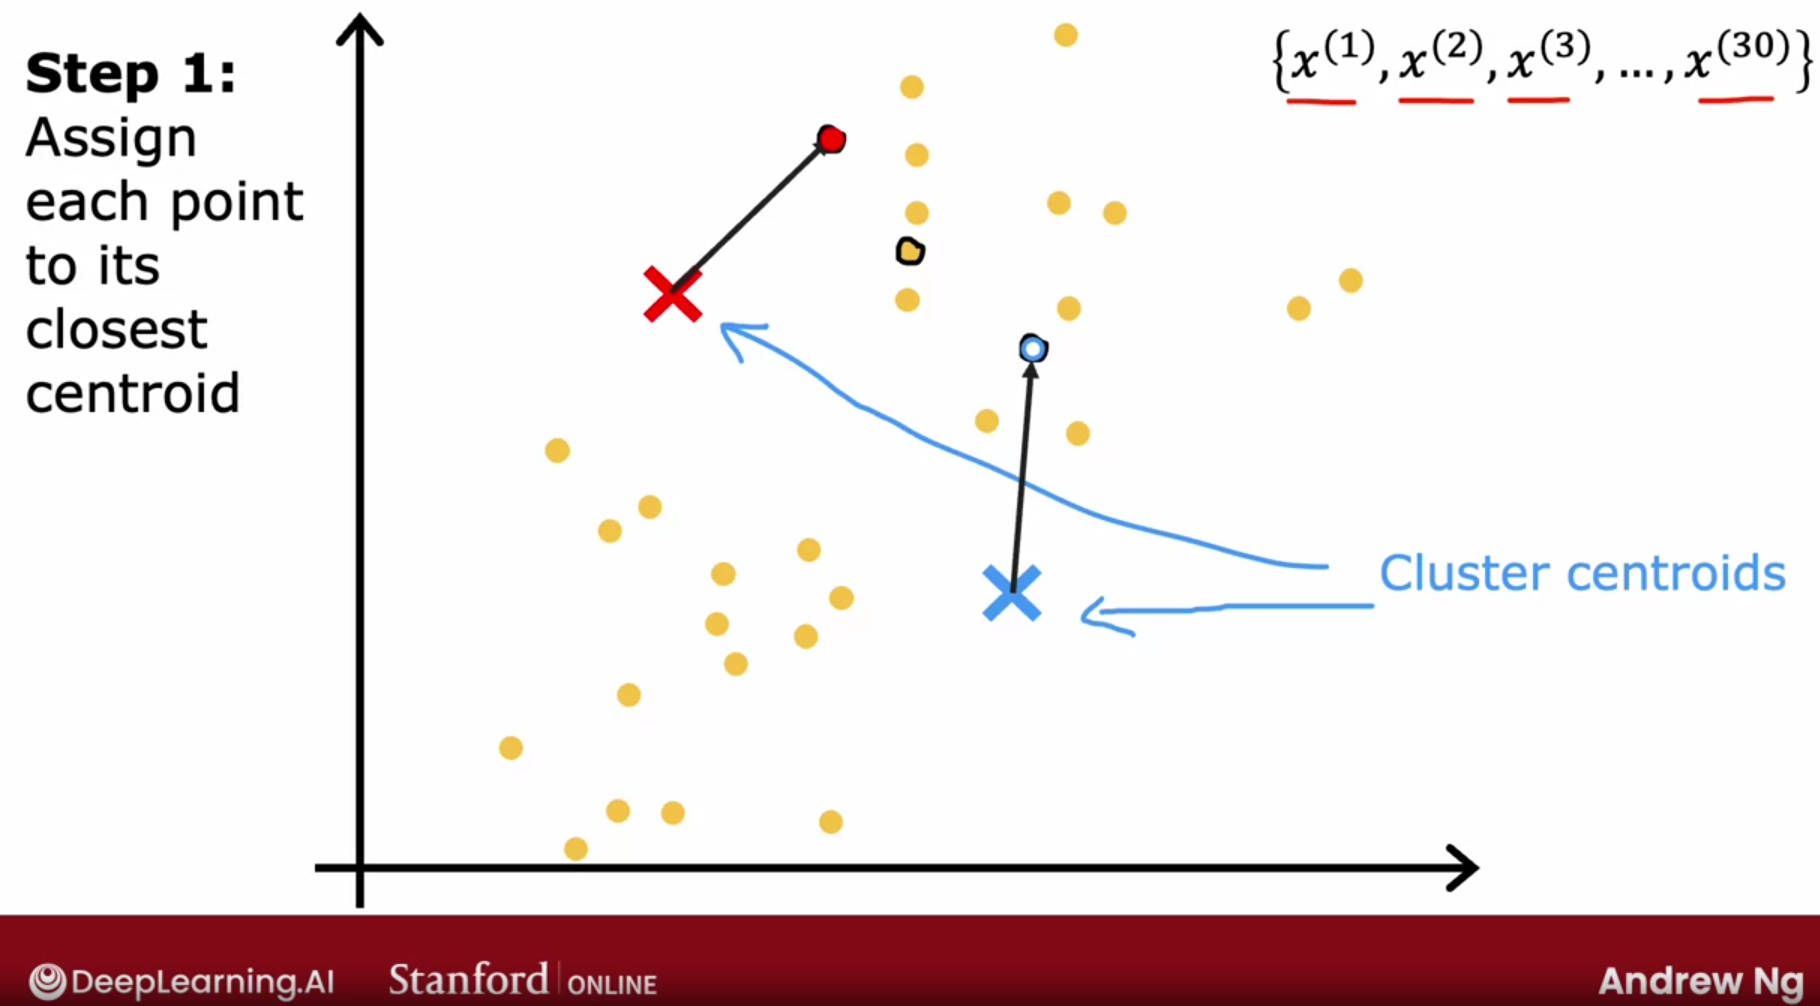 Step 1:
Assign
each point
to its
closest
centroid
{x⁽¹⁾, x⁽²⁾, x⁽³⁾, ..., x⁽³⁰⁾}
Cluster centroids
DeepLearning.AI
Stanford | ONLINE
Andrew Ng